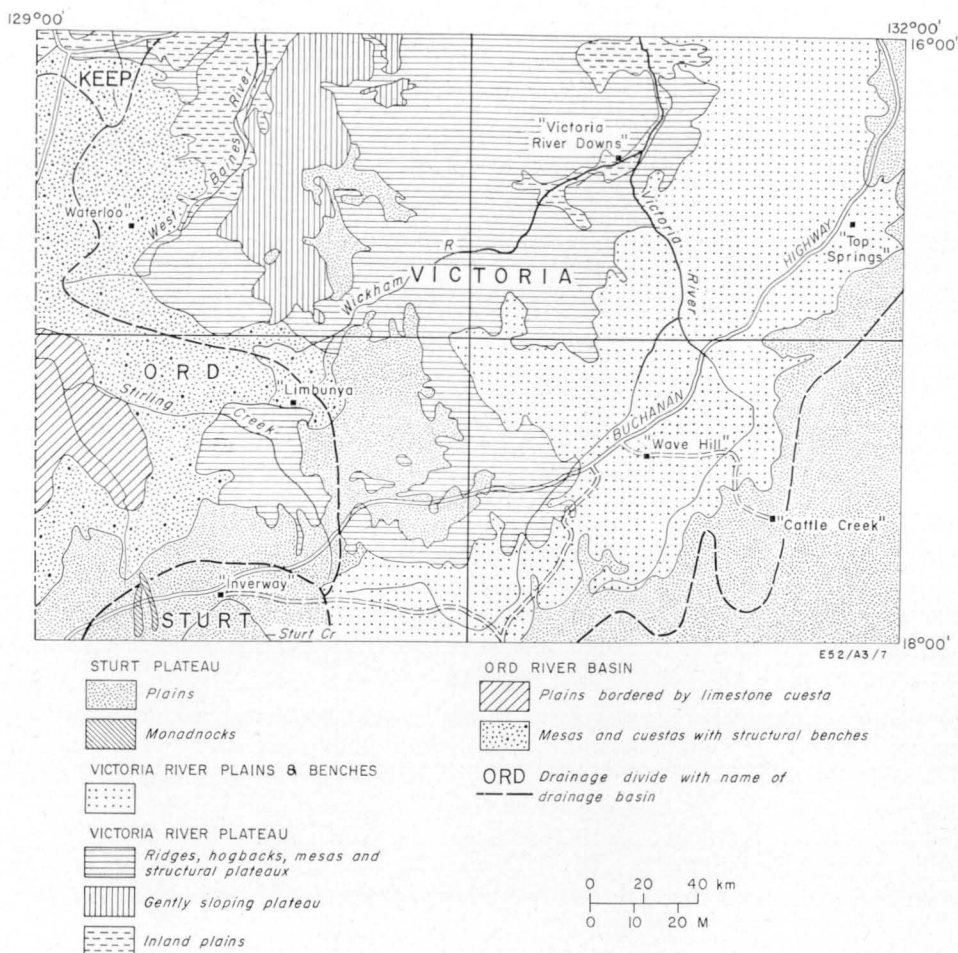 129°00'
132°00'
16°00'
KEEP
West Baines River
"Victoria
River Downs"
"Waterloo"
Victoria River
HIGHWAY
"Top
Springs"
R
VICTORIA
Wickham
ORD
"Limbunya
Stirling Creek
BUCHANAN
"Wave Hill"
"Cattle Creek"
"Inverway"
STURT
Sturt Cr
18°00'
E52/A3/7
STURT PLATEAU
Plains
Monadnocks
VICTORIA RIVER PLAINS & BENCHES
VICTORIA RIVER PLATEAU
Ridges, hogbacks, mesas and
structural plateaux
Gently sloping plateau
Inland plains
ORD RIVER BASIN
Plains bordered by limestone cuesta
Mesas and cuestas with structural benches
ORD Drainage divide with name of
drainage basin
0 20 40 km
0 10 20 M